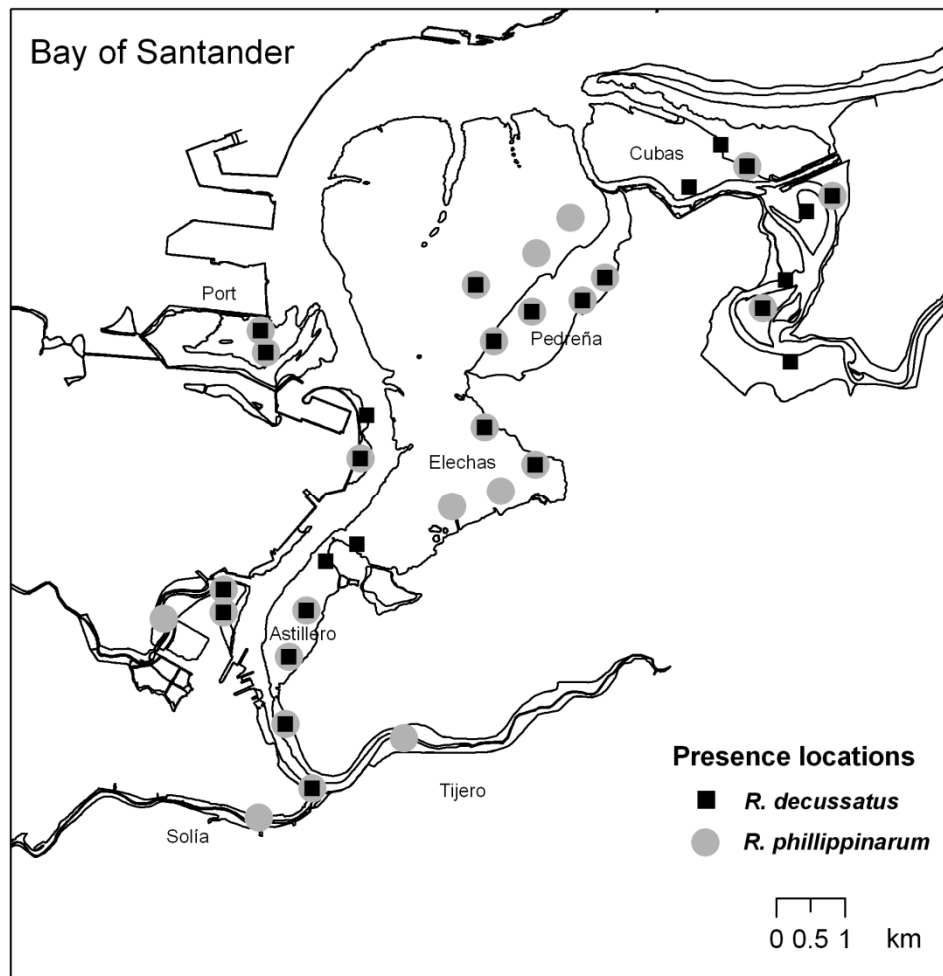 Bay of Santander
Cubas
Port
Pedreña
Elechas
Astillero
Tijero
Solía
Presence locations
R. decussatus
R. phillippinarum
0 0.5 1 km